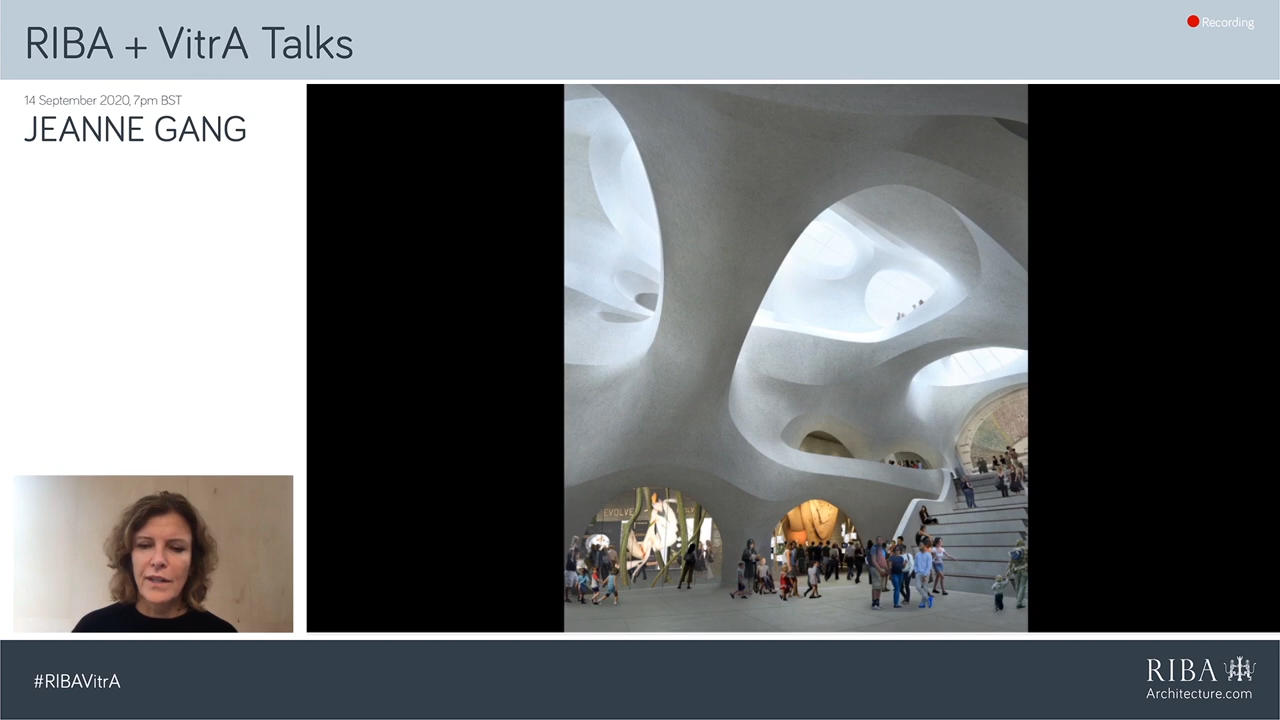 RIBA + VitrA Talks
Recording
14 September 2020, 7pm BST
JEANNE GANG
EVOLVE
#RIBAVitrA
RIBA
Architecture.com